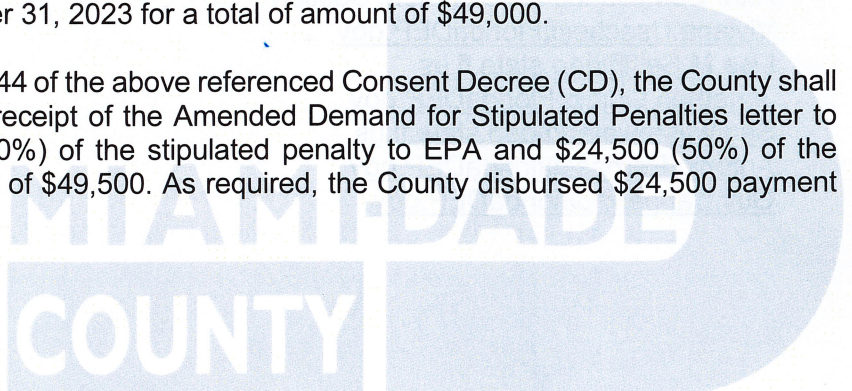 er 31, 2023 for a total of amount of $49,000.
44 of the above referenced Consent Decree (CD), the County shall
receipt of the Amended Demand for Stipulated Penalties letter to
0%) of the stipulated penalty to EPA and $24,500 (50%) of the
of $49,500. As required, the County disbursed $24,500 payment
MIAMI-DADE
COUNTY